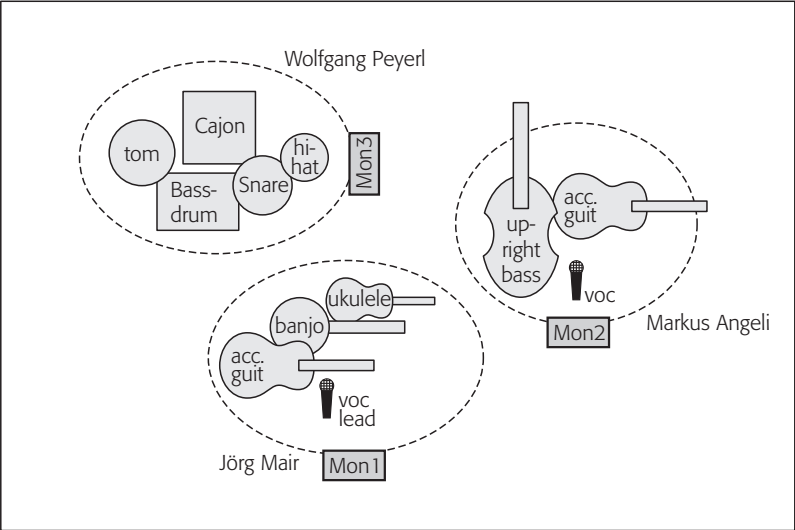 Wolfgang Peyerl
Cajon
tom
hi-
hat
Snare
Bass-
drum
Mon3
up-
right
bass
acc.
guit
voc
Mon2
Markus Angeli
ukulele
banjo
acc.
guit
voc
lead
Jörg Mair
Mon1